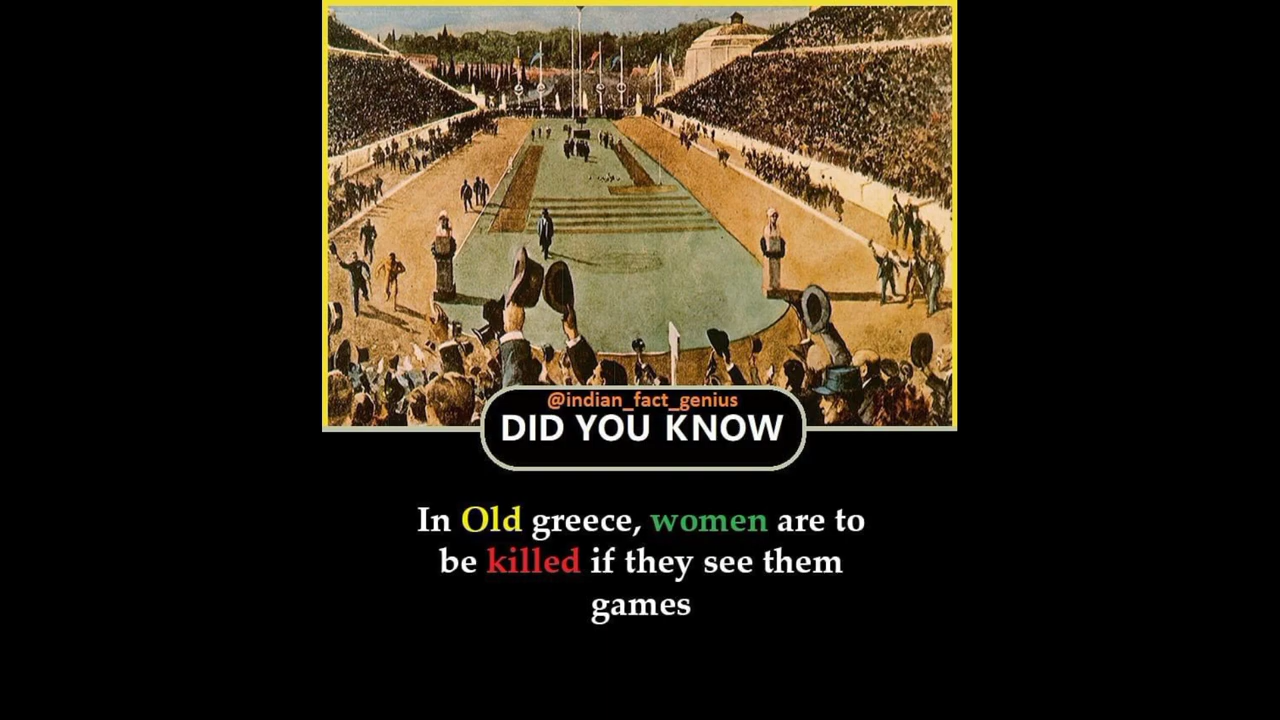 @indian_fact_genius
DID YOU KNOW
In Old greece, women are to
be killed if they see them
games